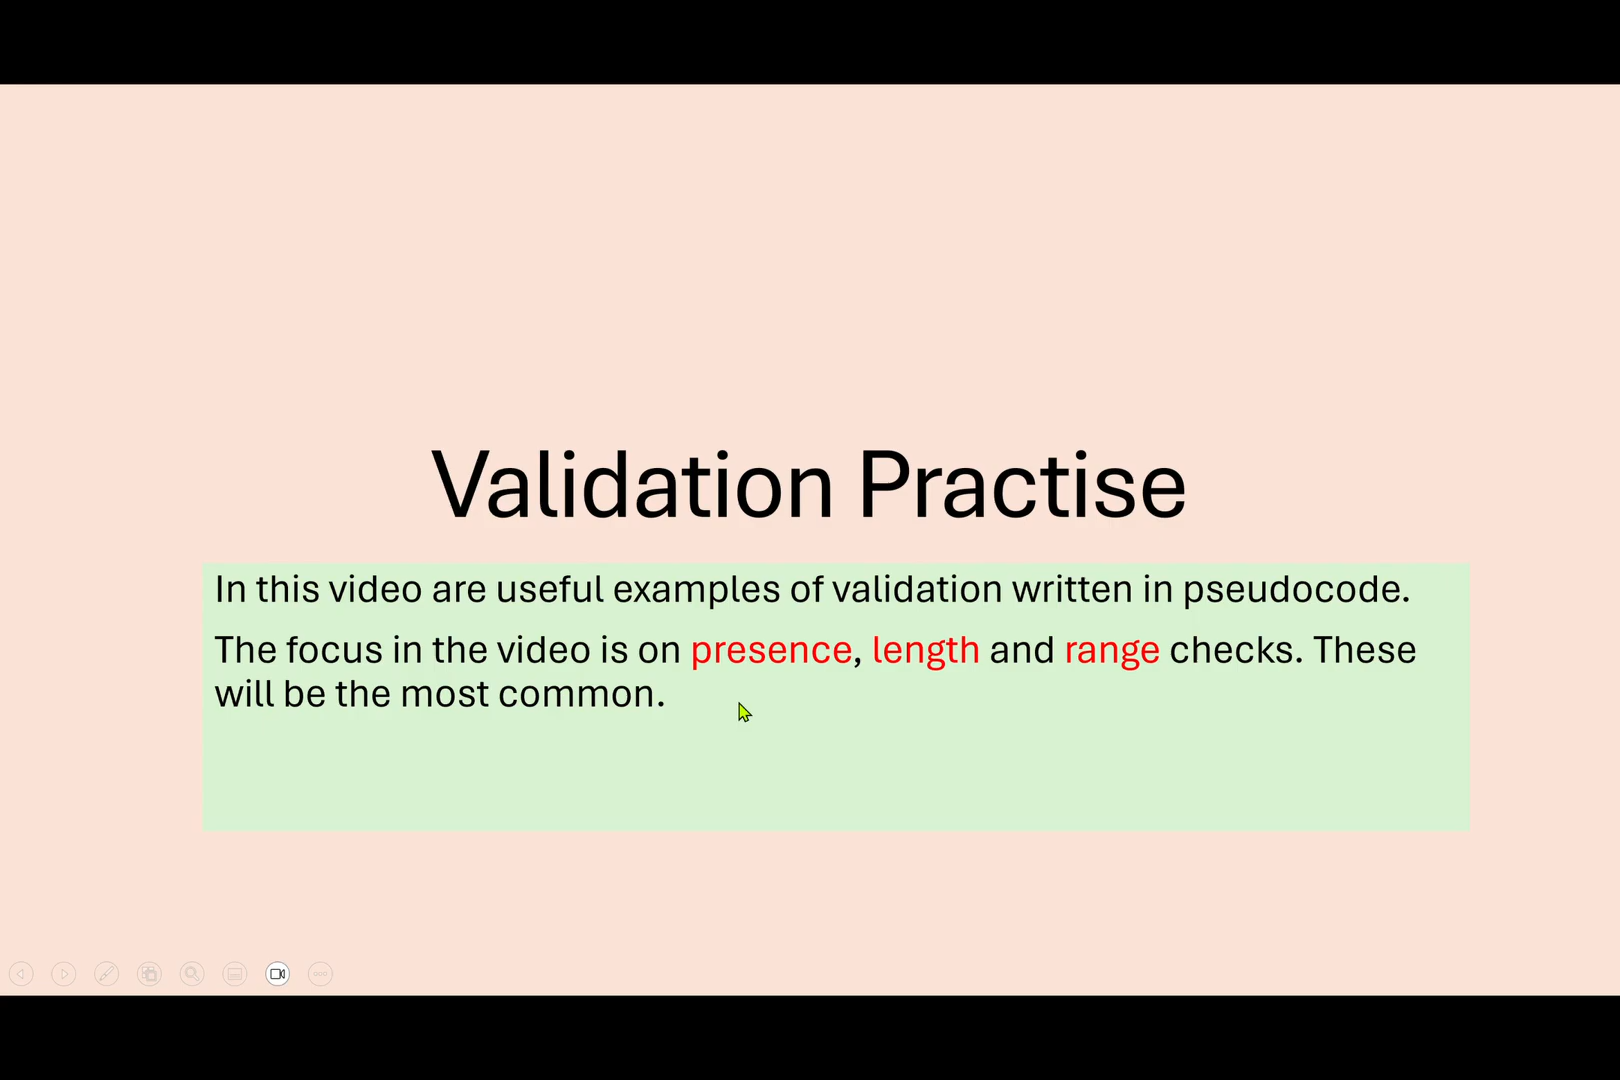 Validation Practise
In this video are useful examples of validation written in pseudocode.
The focus in the video is on presence, length and range checks. These
will be the most common.